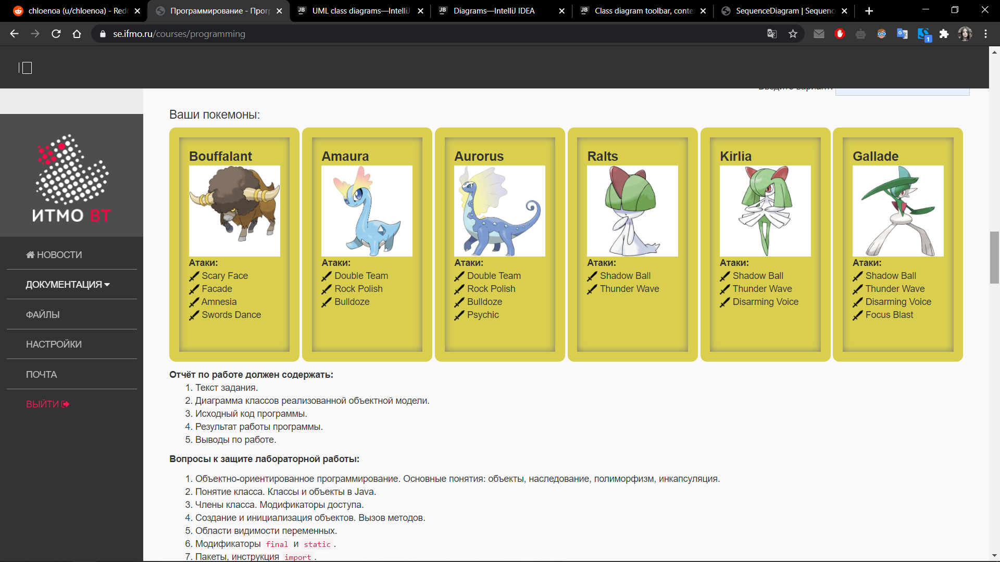 chloenoa (u/chloenoa) - Redd
Программирование - Прог
UML class diagrams—IntelliJ
Diagrams—IntelliJ IDEA
Class diagram toolbar, conte
SequenceDiagram | Sequenc
se.ifmo.ru/courses/programming
1
Введите вариант:
ИТМО ВТ
НОВОСТИ
ДОКУМЕНТАЦИЯ
ФАЙЛЫ
НАСТРОЙКИ
ПОЧТА
ВЫЙТИ
Ваши покемоны:
Bouffalant
Атаки:
Scary Face
Facade
Amnesia
Swords Dance
Amaura
Атаки:
Double Team
Rock Polish
Bulldoze
Aurorus
Атаки:
Double Team
Rock Polish
Bulldoze
Psychic
Ralts
Атаки:
Shadow Ball
Thunder Wave
Kirlia
Атаки:
Shadow Ball
Thunder Wave
Disarming Voice
Gallade
Атаки:
Shadow Ball
Thunder Wave
Disarming Voice
Focus Blast
Отчёт по работе должен содержать:
1. Текст задания.
2. Диаграмма классов реализованной объектной модели.
3. Исходный код программы.
4. Результат работы программы.
5. Выводы по работе.
Вопросы к защите лабораторной работы:
1. Объектно-ориентированное программирование. Основные понятия: объекты, наследование, полиморфизм, инкапсуляция.
2. Понятие класса. Классы и объекты в Java.
3. Члены класса. Модификаторы доступа.
4. Создание и инициализация объектов. Вызов методов.
5. Области видимости переменных.
6. Модификаторы final и static.
7. Пакеты, инструкция import.